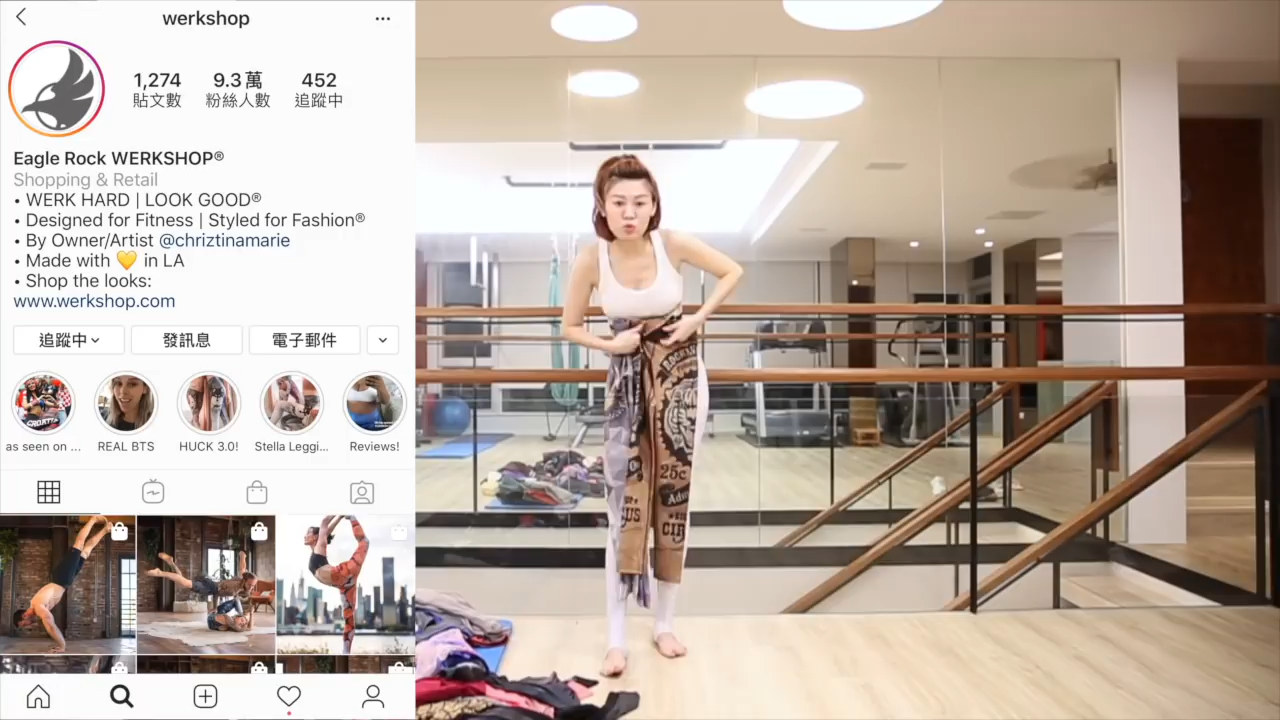 werkshop
1,274 9.3萬 452
貼文數 粉絲人數 追蹤中
Eagle Rock WERKSHOP®
Shopping & Retail
• WERK HARD | LOOK GOOD®
• Designed for Fitness | Styled for Fashion®
• By Owner/Artist @chriztinamarie
• Made with 💛 in LA
• Shop the looks:
www.werkshop.com
追蹤中 發訊息 電子郵件
as seen on ... REAL BTS HUCK 3.0! Stella Leggi... Reviews!
25c